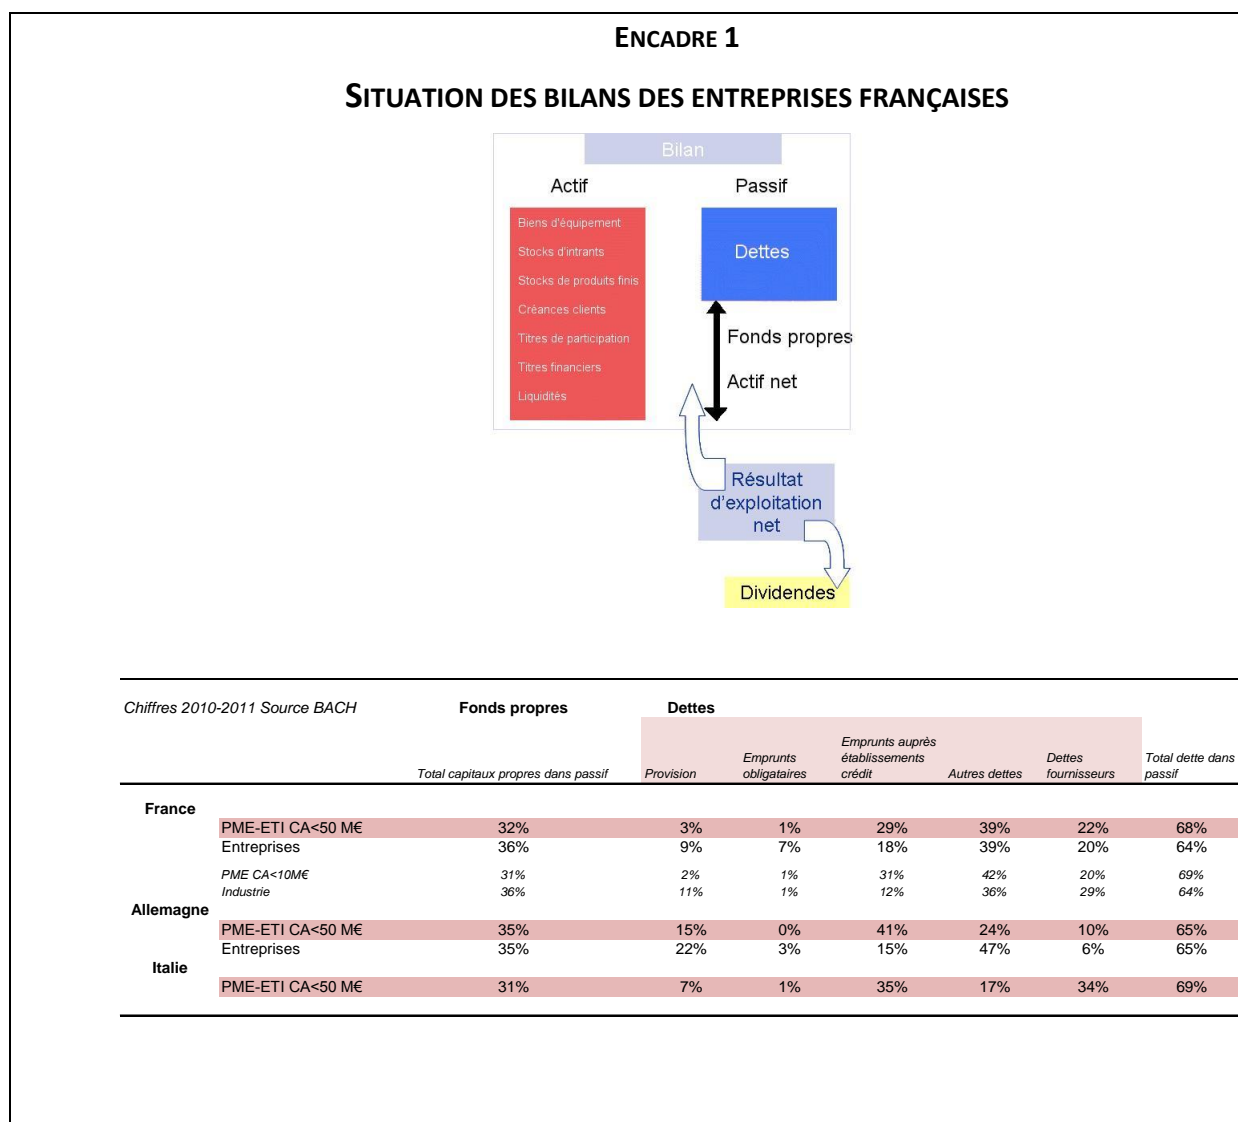 ENCADRE 1
SITUATION DES BILANS DES ENTREPRISES FRANÇAISES
Bilan
Actif Passif
Biens d'équipement
Stocks d'intrants
Stocks de produits finis
Créances clients
Titres de participation
Titres financiers
Liquidités
Dettes
Fonds propres
Actif net
Résultat
d'exploitation
net
Dividendes
Chiffres 2010-2011 Source BACH Fonds propres Dettes
Total capitaux propres dans passif Provision Emprunts obligataires Emprunts auprès établissements crédit Autres dettes Dettes fournisseurs Total dette dans passif
France
PME-ETI CA<50 M€ 32% 3% 1% 29% 39% 22% 68%
Entreprises 36% 9% 7% 18% 39% 20% 64%
PME CA<10M€ 31% 2% 1% 31% 42% 20% 69%
Industrie 36% 11% 1% 12% 36% 29% 64%
Allemagne
PME-ETI CA<50 M€ 35% 15% 0% 41% 24% 10% 65%
Entreprises 35% 22% 3% 15% 47% 6% 65%
Italie
PME-ETI CA<50 M€ 31% 7% 1% 35% 17% 34% 69%